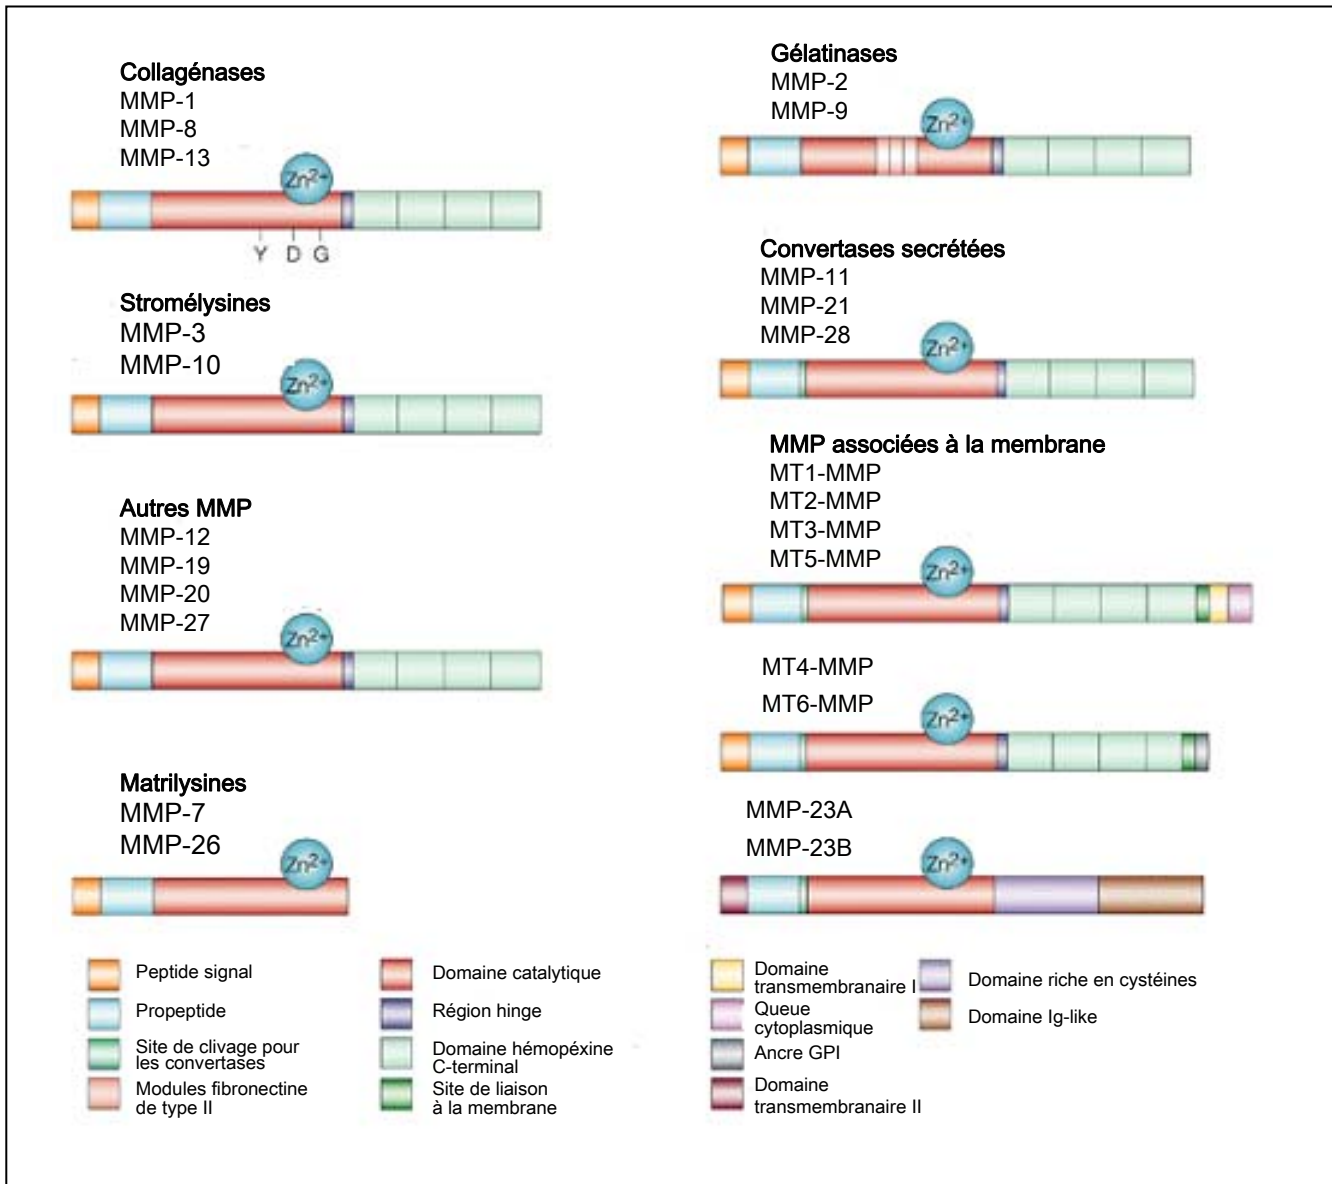 Collagénases
MMP-1
MMP-8
MMP-13
Zn2+
Y D G
Stromélysines
MMP-3
MMP-10
Zn2+
Autres MMP
MMP-12
MMP-19
MMP-20
MMP-27
Zn2+
Matrilysines
MMP-7
MMP-26
Zn2+
Gélatinases
MMP-2
MMP-9
Zn2+
Convertases secrétées
MMP-11
MMP-21
MMP-28
Zn2+
MMP associées à la membrane
MT1-MMP
MT2-MMP
MT3-MMP
MT5-MMP
Zn2+
MT4-MMP
MT6-MMP
Zn2+
MMP-23A
MMP-23B
Zn2+
Peptide signal
Propeptide
Site de clivage pour
les convertases
Modules fibronectine
de type II
Domaine catalytique
Région hinge
Domaine hémopéxine
C-terminal
Site de liaison
à la membrane
Domaine
transmembranaire I
Queue
cytoplasmique
Ancre GPI
Domaine
transmembranaire II
Domaine riche en cystéines
Domaine Ig-like